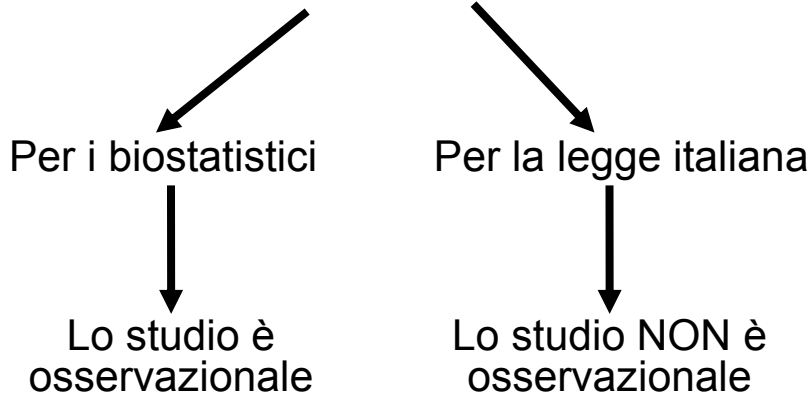 Per i biostatistici
Per la legge italiana
Lo studio è
osservazionale
Lo studio NON è
osservazionale